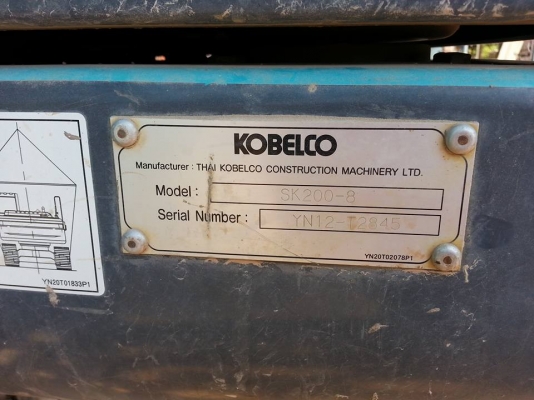 KOBELCO
Manufacturer : THAI KOBELCO CONSTRUCTION MACHINERY LTD.
Model : SK200-8
Serial Number : YN12-T2845
YN20T02078P1
YN20T01833P1